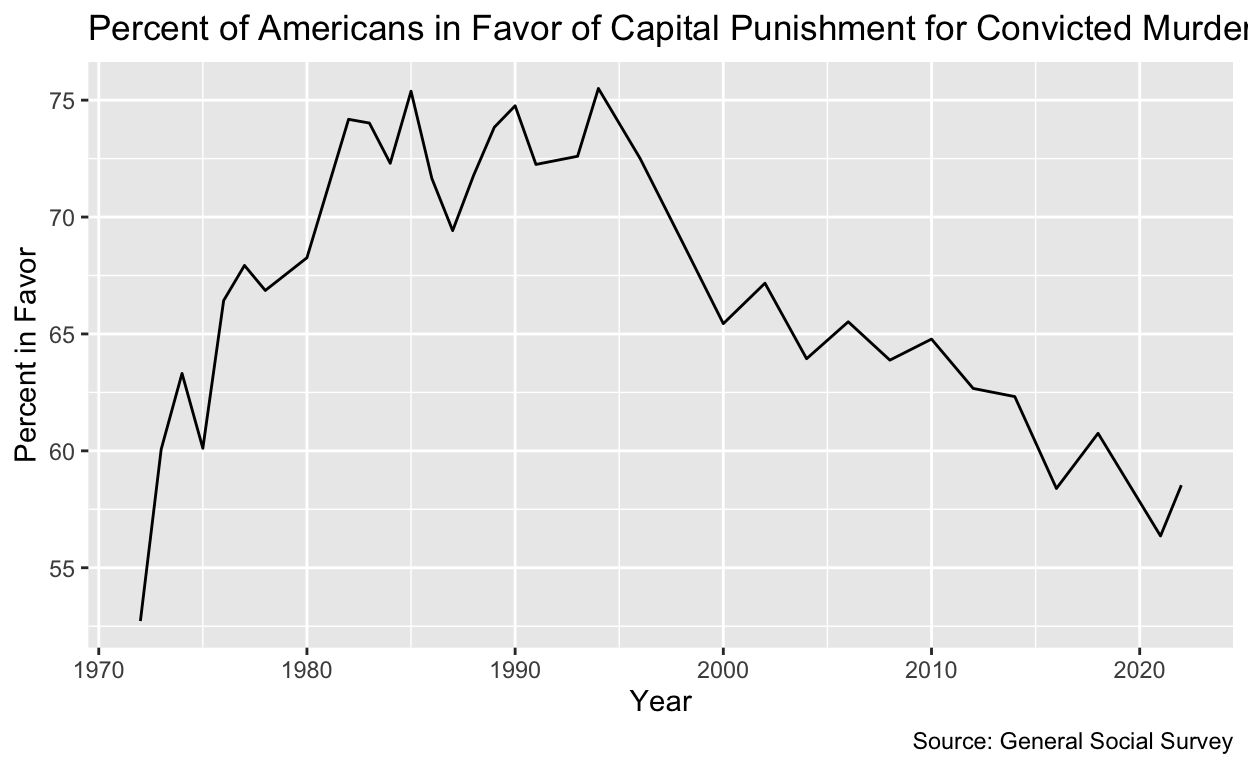 Percent of Americans in Favor of Capital Punishment for Convicted Murder
75
70
65
60
55
Percent in Favor
1970 1980 1990 2000 2010 2020
Year
Source: General Social Survey